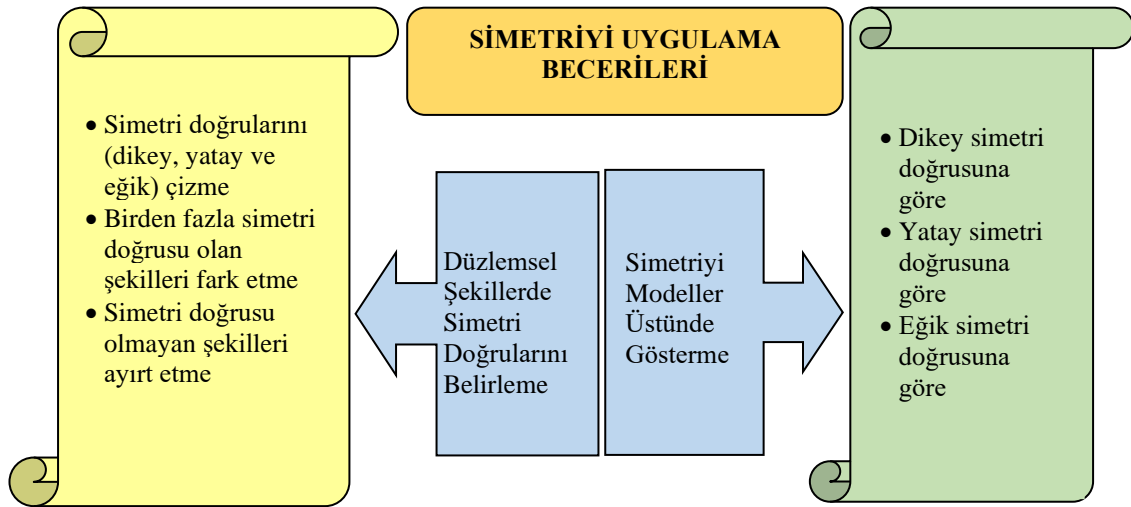 SİMETRİYİ UYGULAMA
BECERİLERİ
• Simetri doğrularını
(dikey, yatay ve
eğik) çizme
• Birden fazla simetri
doğrusu olan
şekilleri fark etme
• Simetri doğrusu
olmayan şekilleri
ayırt etme
Düzlemsel
Şekillerde
Simetri
Doğrularını
Belirleme
Simetriyi
Modeller
Üstünde
Gösterme
• Dikey simetri
doğrusuna
göre
• Yatay simetri
doğrusuna
göre
• Eğik simetri
doğrusuna
göre